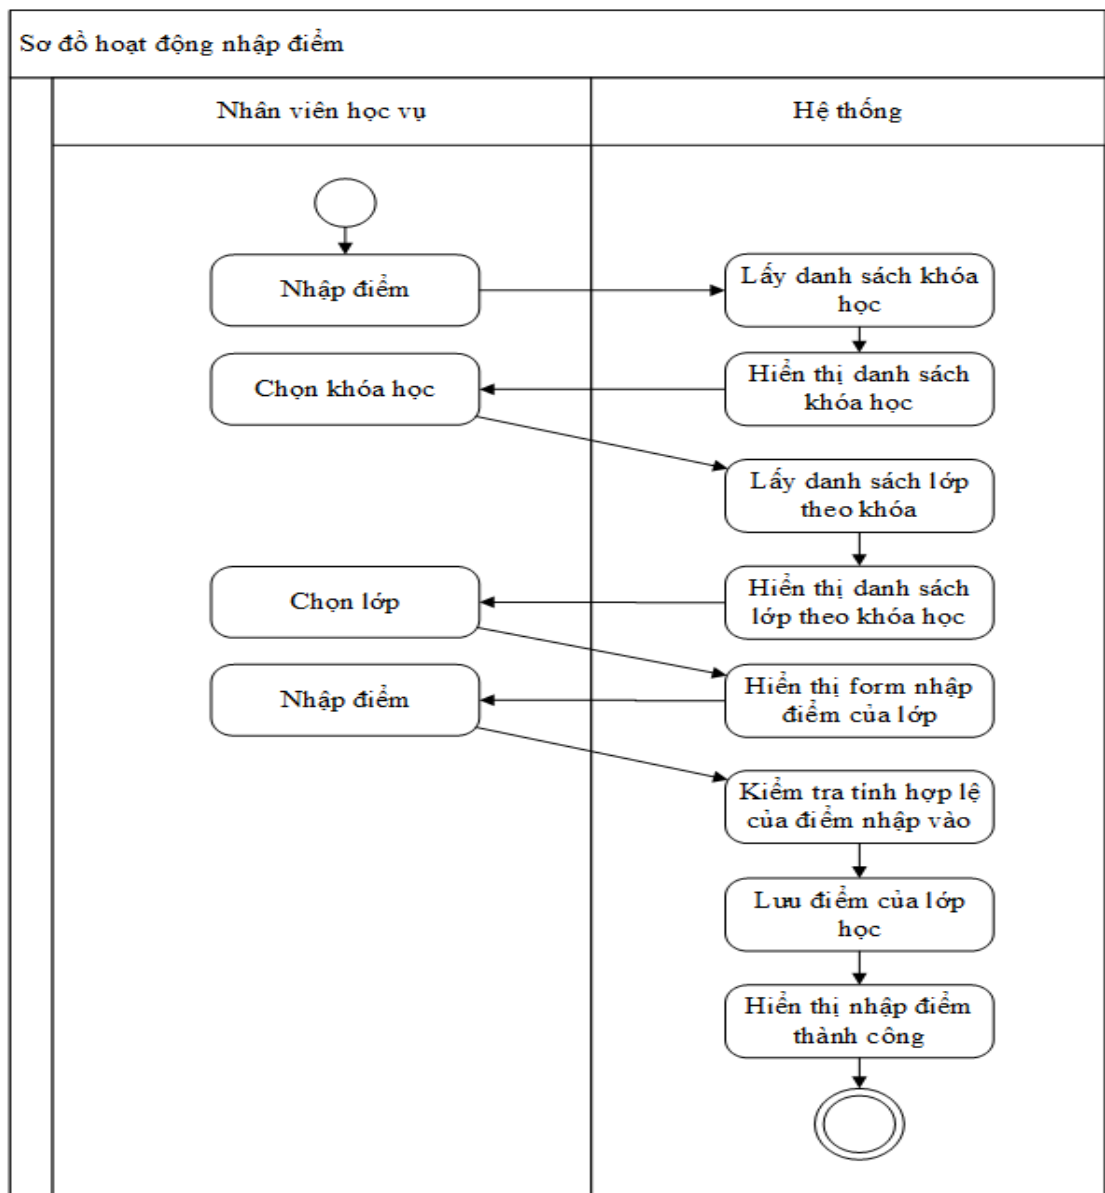 Sơ đồ hoạt động nhập điểm
Nhân viên học vụ
Hệ thống
Nhập điểm
Lấy danh sách khóa
học
Chọn khóa học
Hiển thị danh sách
khóa học
Lấy danh sách lớp
theo khóa
Chọn lớp
Hiển thị danh sách
lớp theo khóa học
Nhập điểm
Hiển thị form nhập
điểm của lớp
Kiểm tra tính hợp lệ
của điểm nhập vào
Lưu điểm của lớp
học
Hiển thị nhập điểm
thành công